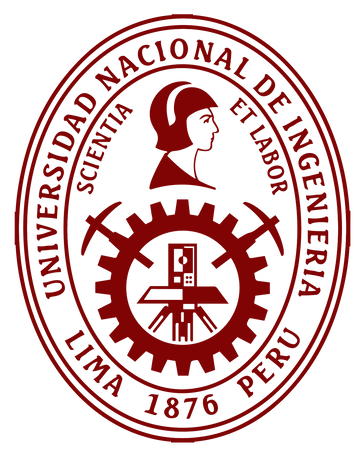 UNIVERSIDAD NACIONAL DE INGENIERIA
SCIENTIA
ET LABOR
LIMA 1876 PERU